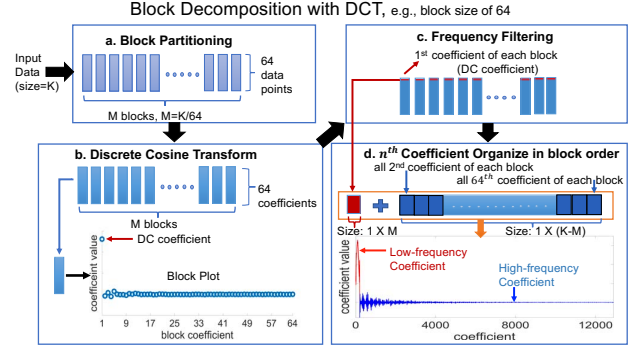 Block Decomposition with DCT, e.g., block size of 64
a. Block Partitioning
Input
Data
(size=K)
64
data
points
M blocks, M=K/64
b. Discrete Cosine Transform
64
coefficients
M blocks
DC coefficient
coefficeint value
Block Plot
1 9 17 25 33 41 49 57 64
block coefficient
c. Frequency Filtering
1st coefficient of each block
(DC coefficient)
d. nth Coefficient Organize in block order
all 2nd coefficient of each block
all 64th coefficient of each block
Size: 1 X M
Size: 1 X (K-M)
coefficient value
Low-frequency
Coefficient
High-frequency
Coefficient
0 4000 8000 12000
coefficient